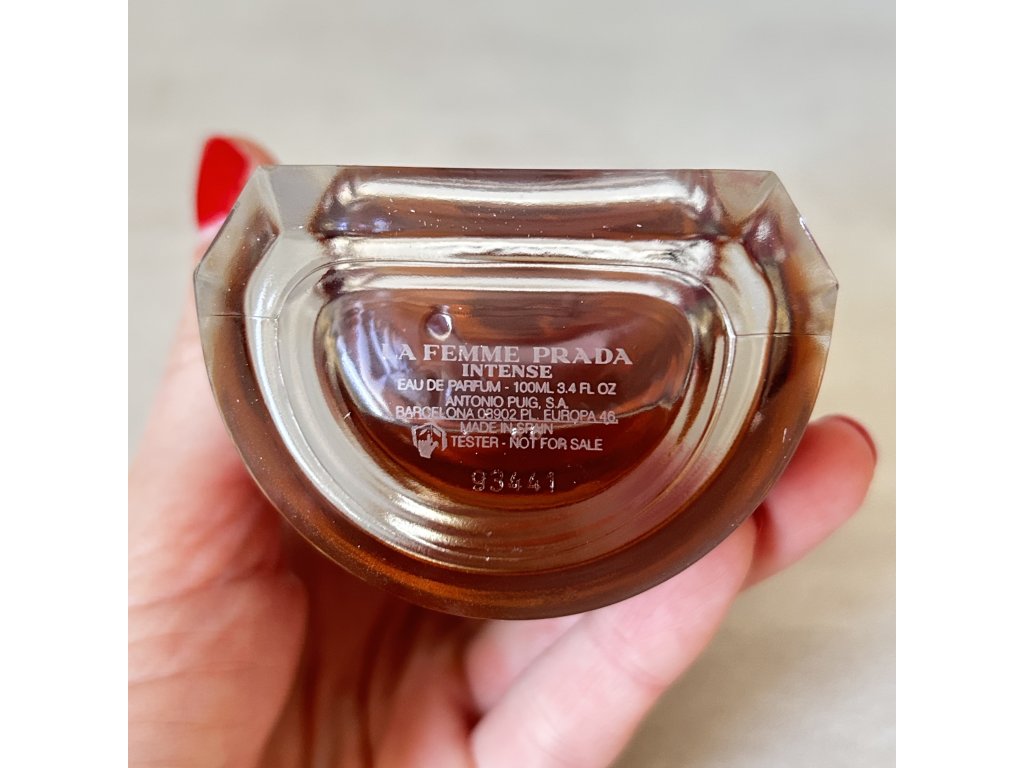 LA FEMME PRADA
INTENSE
EAU DE PARFUM - 100ML 3.4 FL OZ
ANTONIO PUIG, S.A.
BARCELONA 08902 PL. EUROPA 46
MADE IN SPAIN
TESTER - NOT FOR SALE
93441